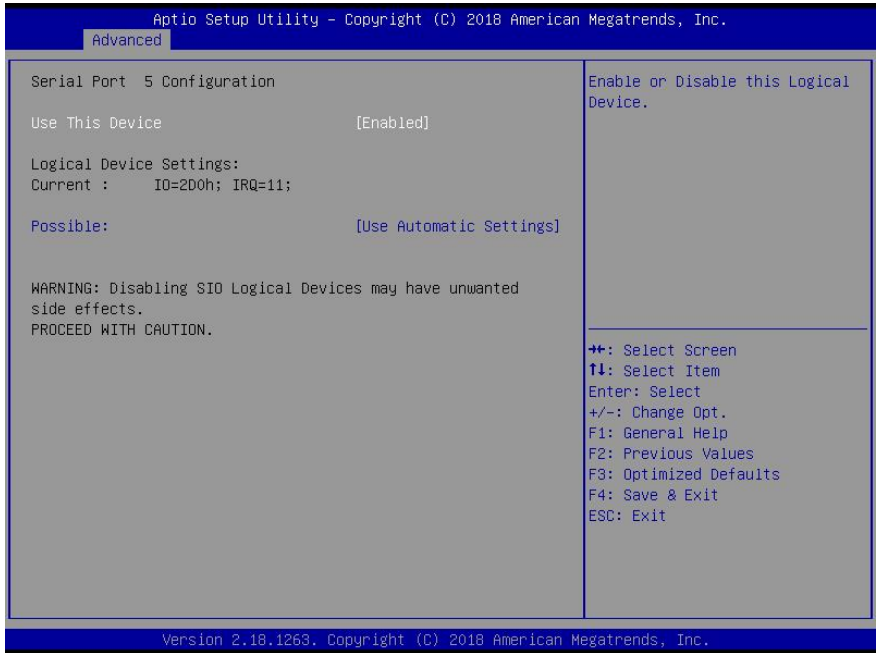 Aptio Setup Utility – Copyright (C) 2018 American Megatrends, Inc.
Advanced
Serial Port 5 Configuration
Use This Device [Enabled]
Logical Device Settings:
Current : IO=2D0h; IRQ=11;
Possible: [Use Automatic Settings]
WARNING: Disabling SIO Logical Devices may have unwanted
side effects.
PROCEED WITH CAUTION.
Enable or Disable this Logical
Device.
→←: Select Screen
↑↓: Select Item
Enter: Select
+/-: Change Opt.
F1: General Help
F2: Previous Values
F3: Optimized Defaults
F4: Save & Exit
ESC: Exit
Version 2.18.1263. Copyright (C) 2018 American Megatrends, Inc.